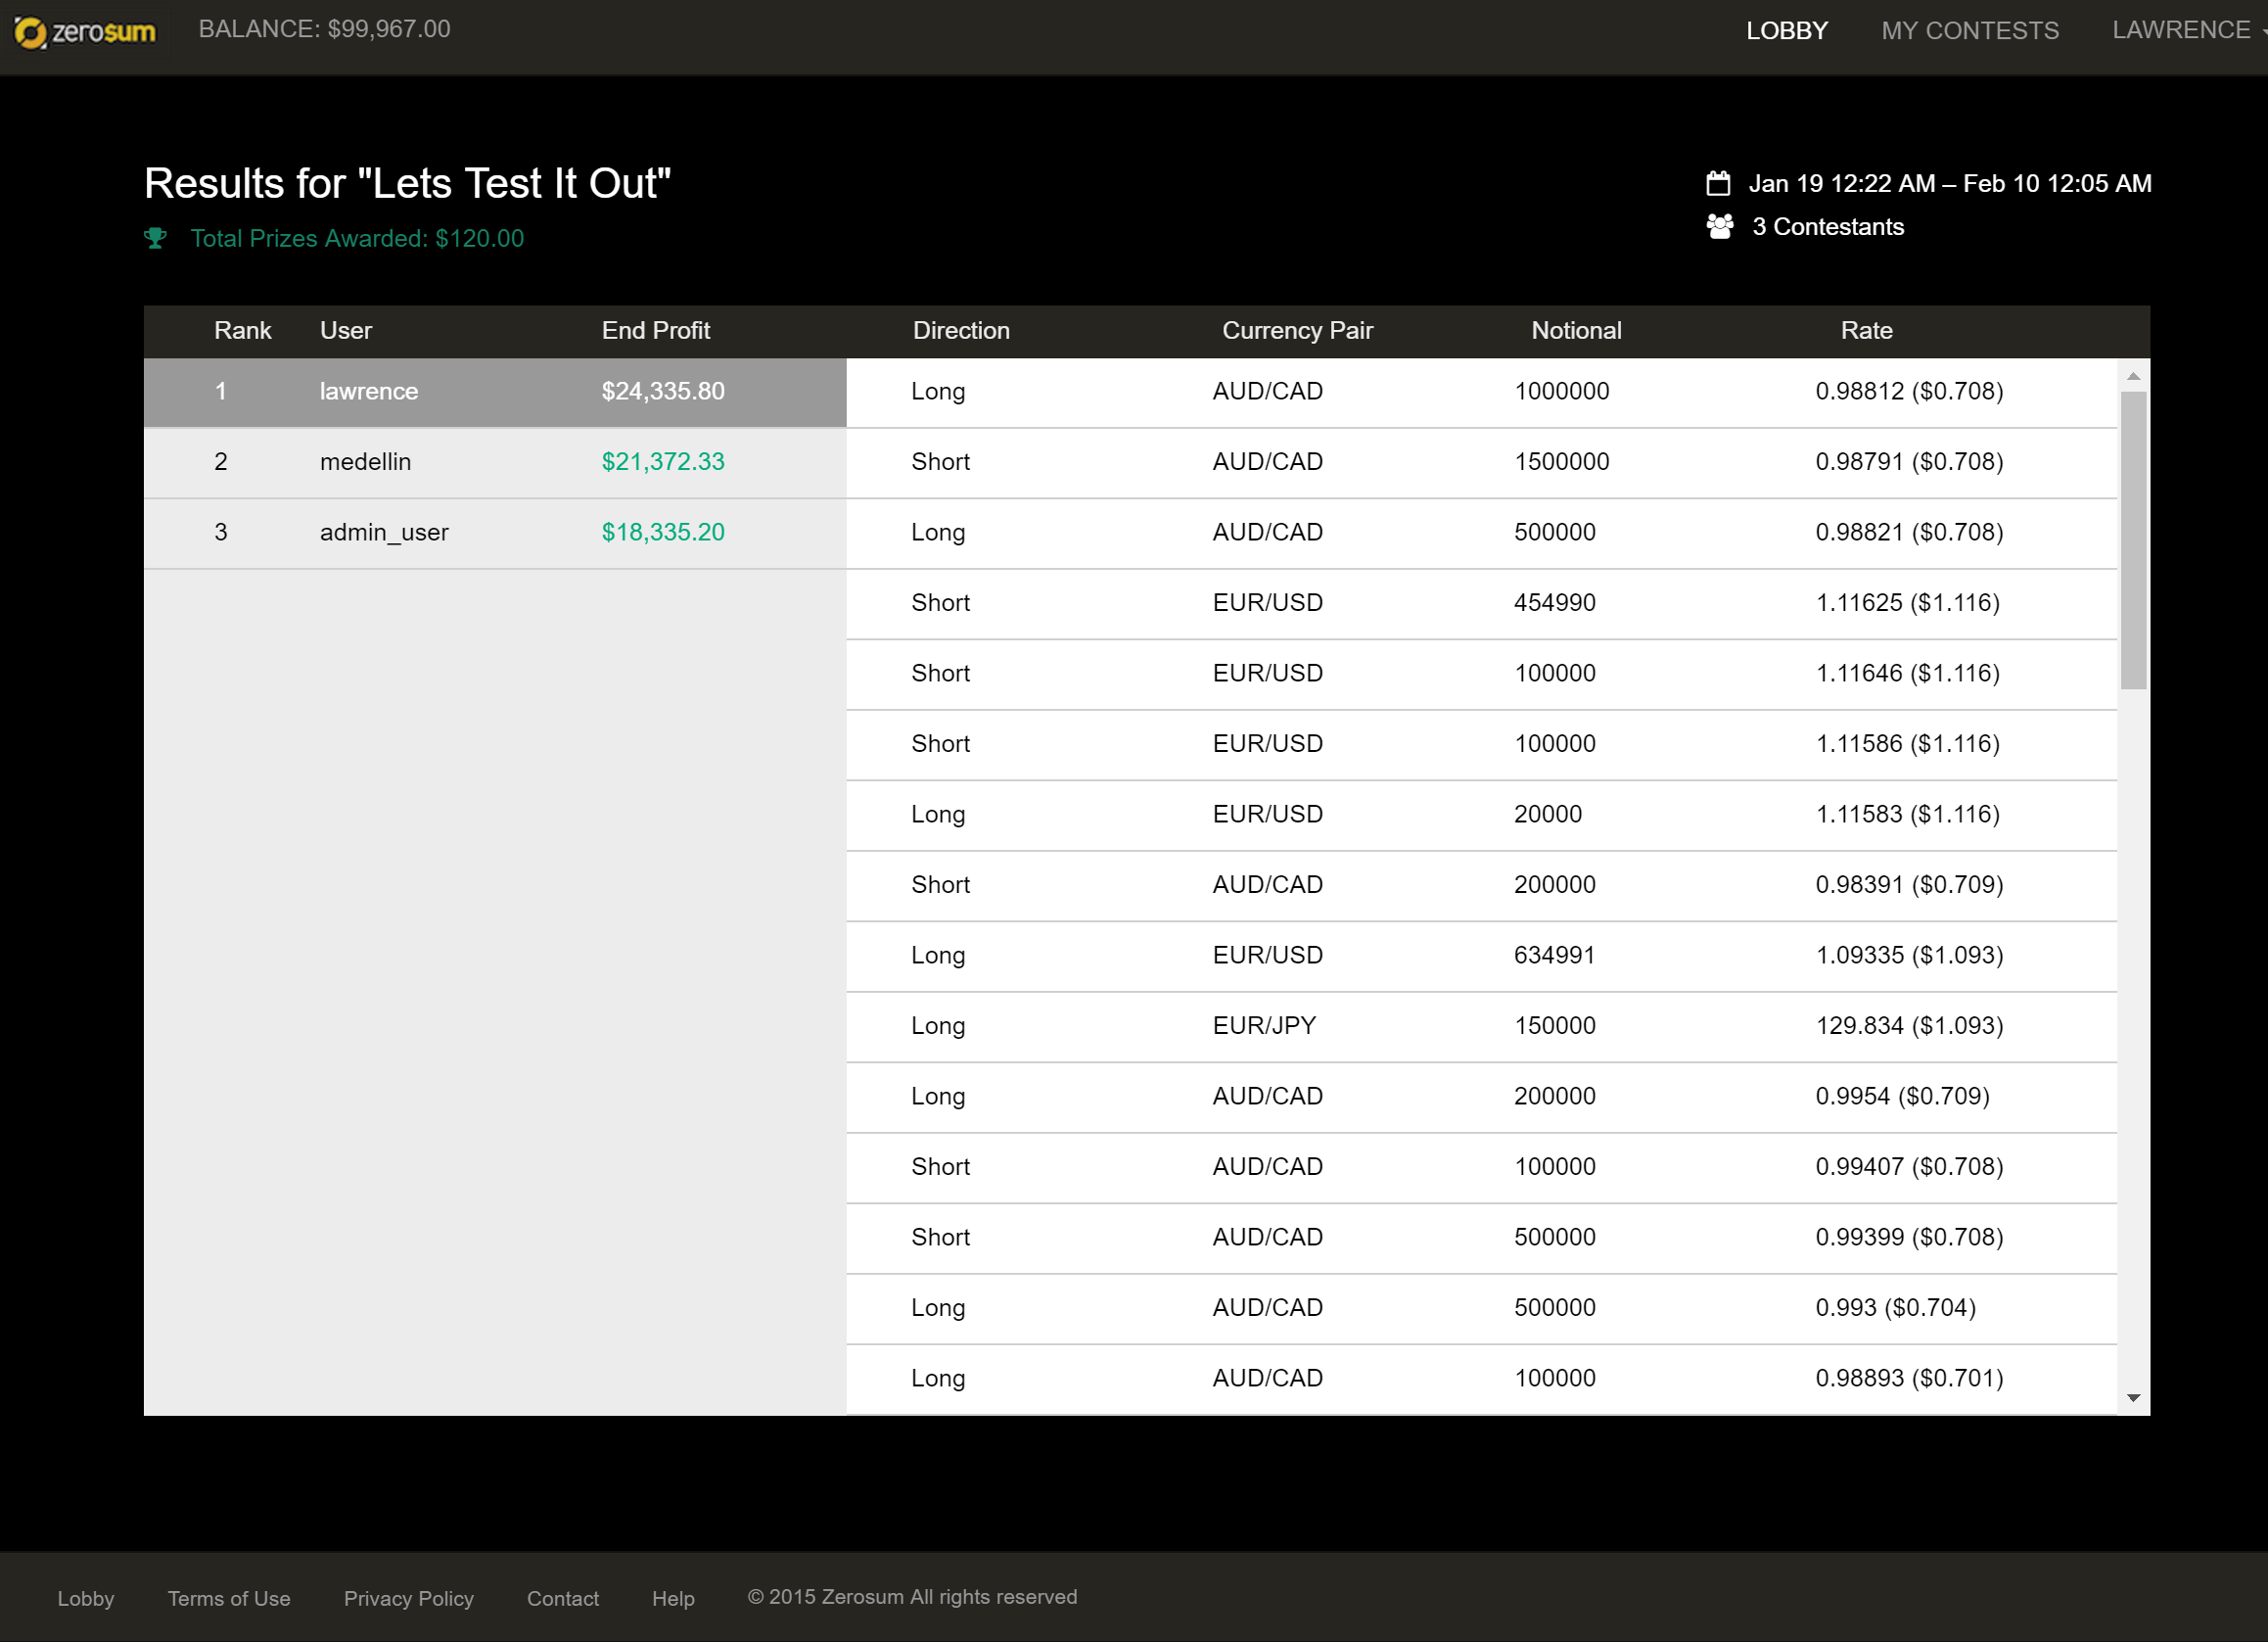 zerosum BALANCE: $99,967.00 LOBBY MY CONTESTS LAWRENCE
Results for "Lets Test It Out"
Total Prizes Awarded: $120.00
Jan 19 12:22 AM – Feb 10 12:05 AM
3 Contestants
Rank User End Profit Direction Currency Pair Notional Rate
1 lawrence $24,335.80 Long AUD/CAD 1000000 0.98812 ($0.708)
2 medellin $21,372.33 Short AUD/CAD 1500000 0.98791 ($0.708)
3 admin_user $18,335.20 Long AUD/CAD 500000 0.98821 ($0.708)
Short EUR/USD 454990 1.11625 ($1.116)
Short EUR/USD 100000 1.11646 ($1.116)
Short EUR/USD 100000 1.11586 ($1.116)
Long EUR/USD 20000 1.11583 ($1.116)
Short AUD/CAD 200000 0.98391 ($0.709)
Long EUR/USD 634991 1.09335 ($1.093)
Long EUR/JPY 150000 129.834 ($1.093)
Long AUD/CAD 200000 0.9954 ($0.709)
Short AUD/CAD 100000 0.99407 ($0.708)
Short AUD/CAD 500000 0.99399 ($0.708)
Long AUD/CAD 500000 0.993 ($0.704)
Long AUD/CAD 100000 0.98893 ($0.701)
Lobby Terms of Use Privacy Policy Contact Help © 2015 Zerosum All rights reserved